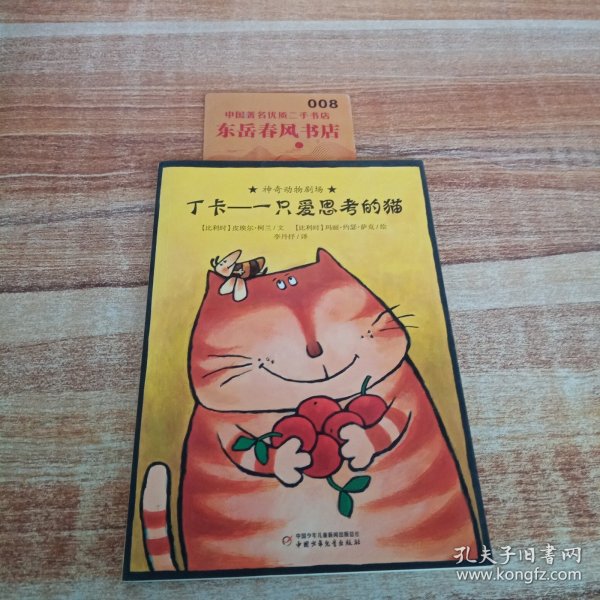 008
中国著名优质二手书店
东岳春风书店
★ 神奇动物剧场 ★
丁卡——一只爱思考的猫
【比利时】皮埃尔·柯兰/文 【比利时】玛丽-约瑟·萨克/绘
李丹抒/译
中国少年儿童新闻出版总社
中国少年儿童出版社
孔夫子旧书网
www.kongfz.com